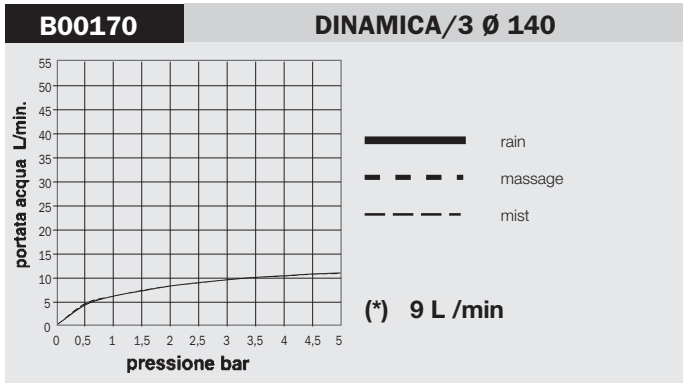 B00170
DINAMICA/3 Ø 140
55
50
45
40
35
30
25
20
15
10
5
0
portata acqua L/min.
0 0,5 1 1,5 2 2,5 3 3,5 4 4,5 5
pressione bar
rain
massage
mist
(*) 9 L /min